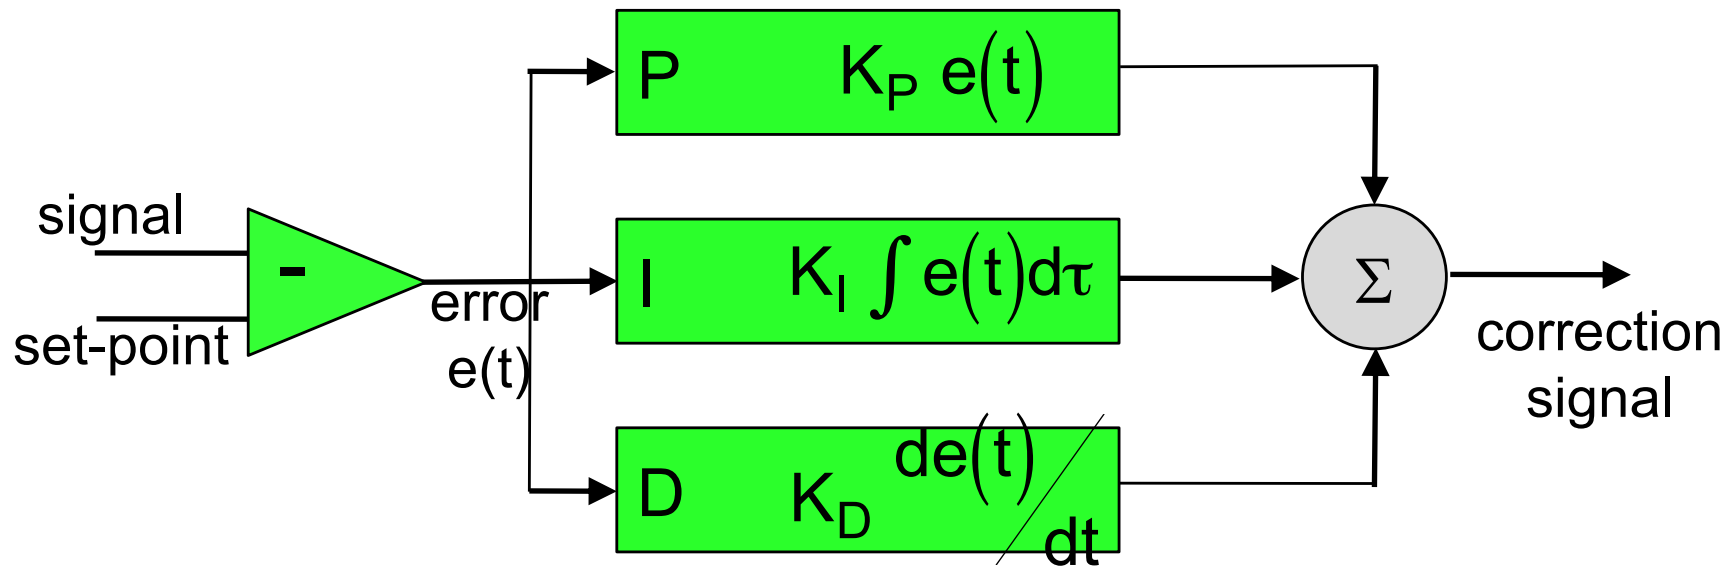 signal
set-point
-
error
e(t)
P K_P e(t)
I K_I ∫ e(t)dτ
D K_D de(t)/dt
Σ
correction
signal